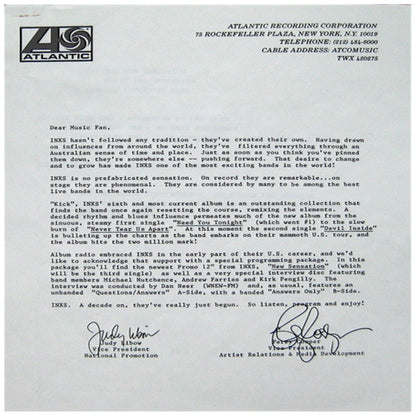 ATLANTIC RECORDING CORPORATION
75 ROCKEFELLER PLAZA, NEW YORK, N.Y. 10019
TELEPHONE: (212) 484-6000
CABLE ADDRESS: ATCOMUSIC
TWX 420275
ATLANTIC
Dear Music Fan,
INXS hasn't followed any tradition - they've created their own. Having drawn
on influences from around the world, they've filtered everything through an
Australian sense of time and place. Just as soon as you think you've pinned
them down, they're somewhere else -- pushing forward. That desire to change
and to grow has made INXS one of the most exciting bands in the world!
INXS is no prefabricated sensation. On record they are remarkable...on
stage they are phenomenal. They are considered by many to be among the best
live bands in the world.
"Kick", INXS' sixth and most current album is an outstanding collection that
finds the band once again resetting the course, remixing the elements. A
decided rhythm and blues influence permeates much of the new album from the
sinuous, steamy first single "Need You Tonight" (which went #1) to the slow
burn of "Never Tear Us Apart". At this moment the second single "Devil Inside"
is bulleting up the charts as the band embarks on their mammoth U.S. tour, and
the album hits the two million mark!
Album radio embraced INXS in the early part of their U.S. career, and we'd
like to acknowledge that support with a special programming package. In this
package you'll find the newest Promo 12" from INXS, "New Sensation" (which
will be the third single) as well as a very special interview disc featuring
band members Michael Hutchence, Andrew Farriss and Kirk Pengilly. The
interview was conducted by Dan Neer (WNEW-FM) and, as usual, features an
unbanded "Questions/Answers" A-Side, with a banded "Answers Only" B-Side.
INXS. A decade on, they've really just begun. So listen, program and enjoy!
Judy Libow
Vice President
National Promotion
Perry Cooper
Vice President
Artist Relations & Media Development